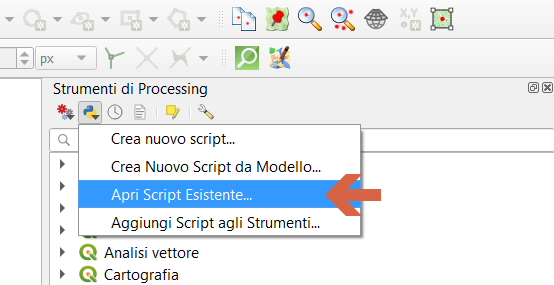 px
Strumenti di Processing
Crea nuovo script...
Crea Nuovo Script da Modello...
Apri Script Esistente...
Aggiungi Script agli Strumenti...
Analisi vettore
Cartografia